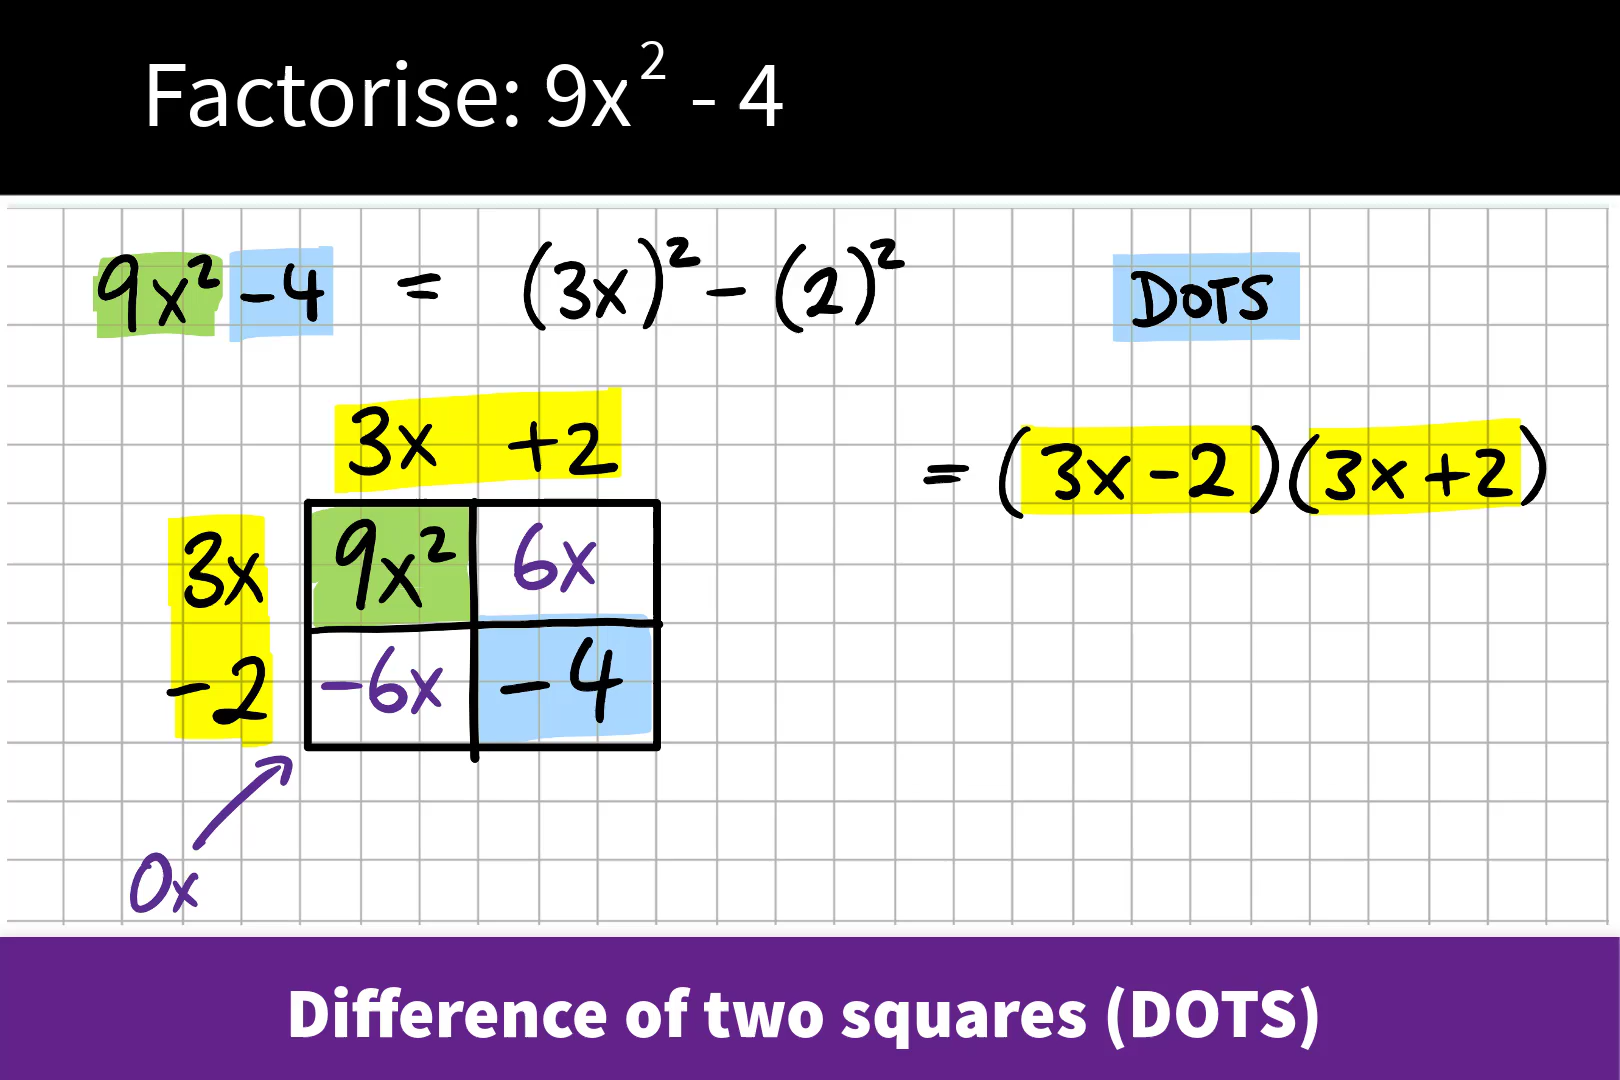 Factorise: 9x² - 4
9x² - 4 = (3x)² - (2)²
DOTS
3x +2
= (3x - 2)(3x + 2)
3x 9x² 6x
-2 -6x -4
0x
Difference of two squares (DOTS)